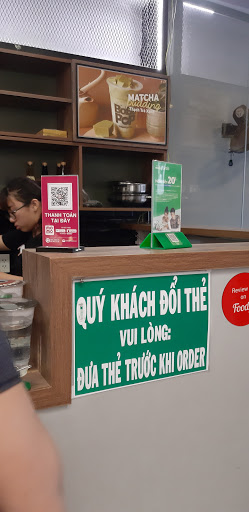 MATCHA
Pudding
THANH TOÁN
TẠI ĐÂY
QUÝ KHÁCH ĐỔI THẺ
VUI LÒNG:
ĐƯA THẺ TRƯỚC KHI ORDER
Review
on
Food